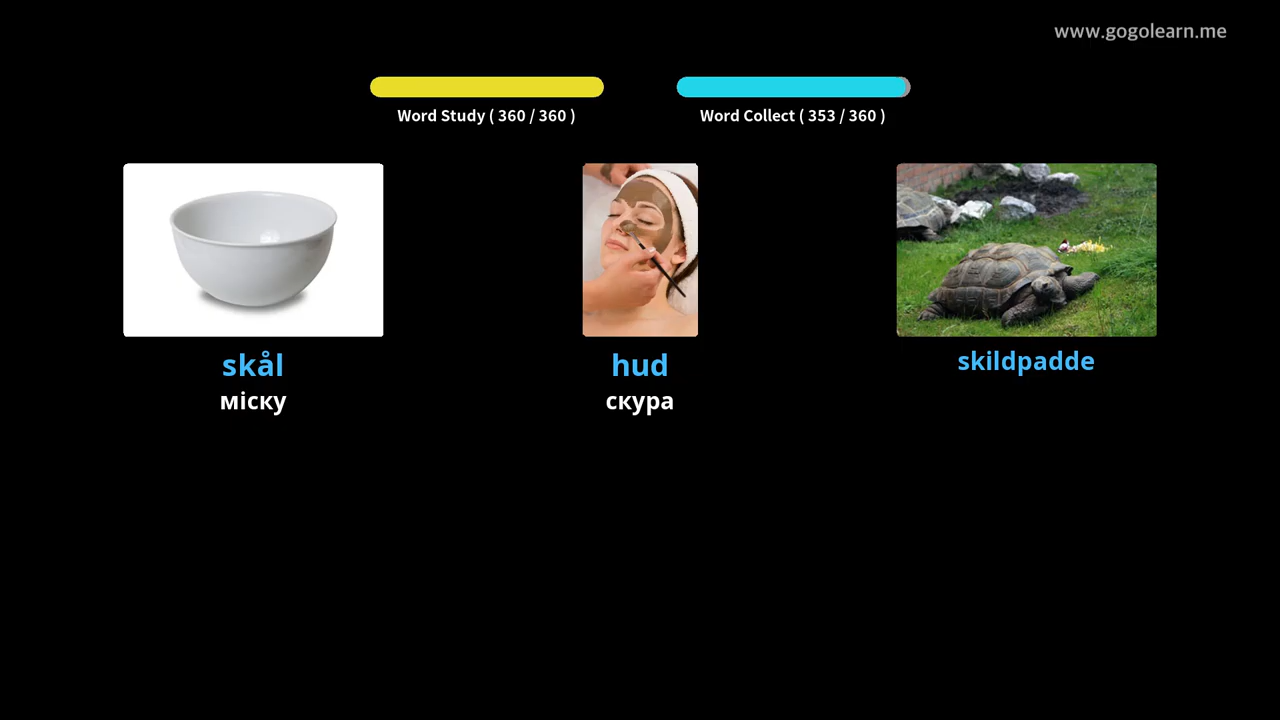 www.gogolearn.me
Word Study ( 360 / 360 )
Word Collect ( 353 / 360 )
skål
міску
hud
скура
skildpadde